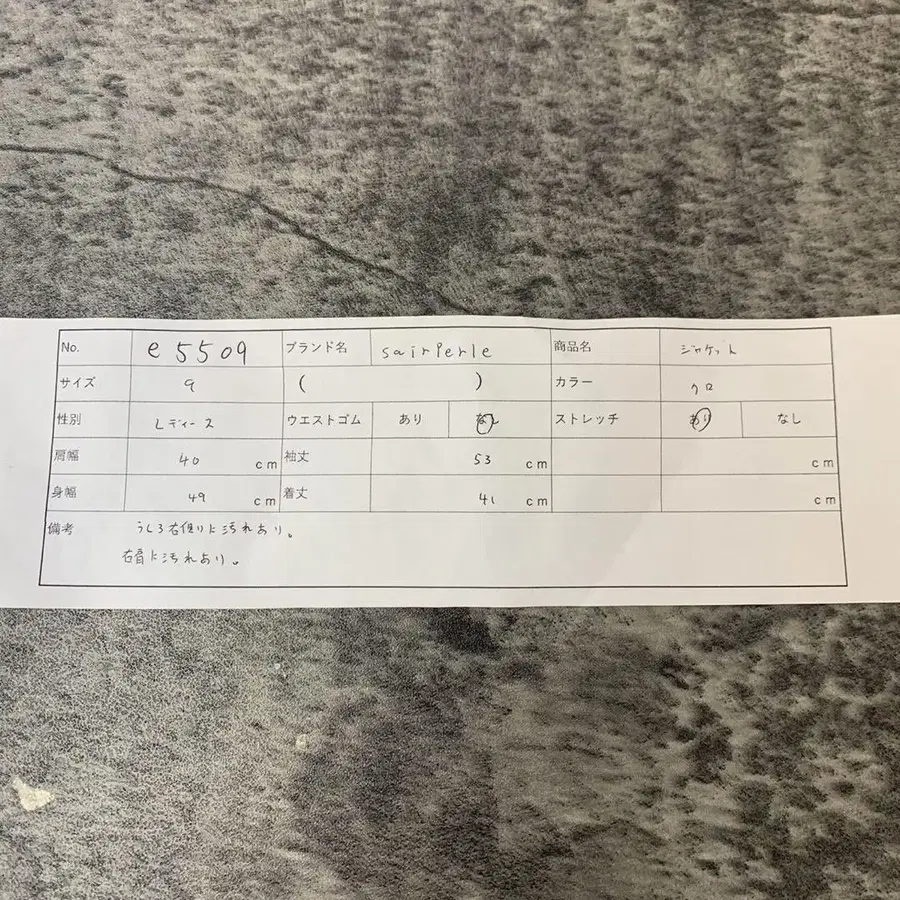 No. e5509 ブランド名 sairperle 商品名 ジャケット
サイズ 9 ( ) カラー クロ
性別 レディース ウエストゴム あり なし ストレッチ あり なし
肩幅 40 cm 袖丈 53 cm cm
身幅 49 cm 着丈 41 cm cm
備考 うしろ右側に汚れあり。
右肩に汚れあり。